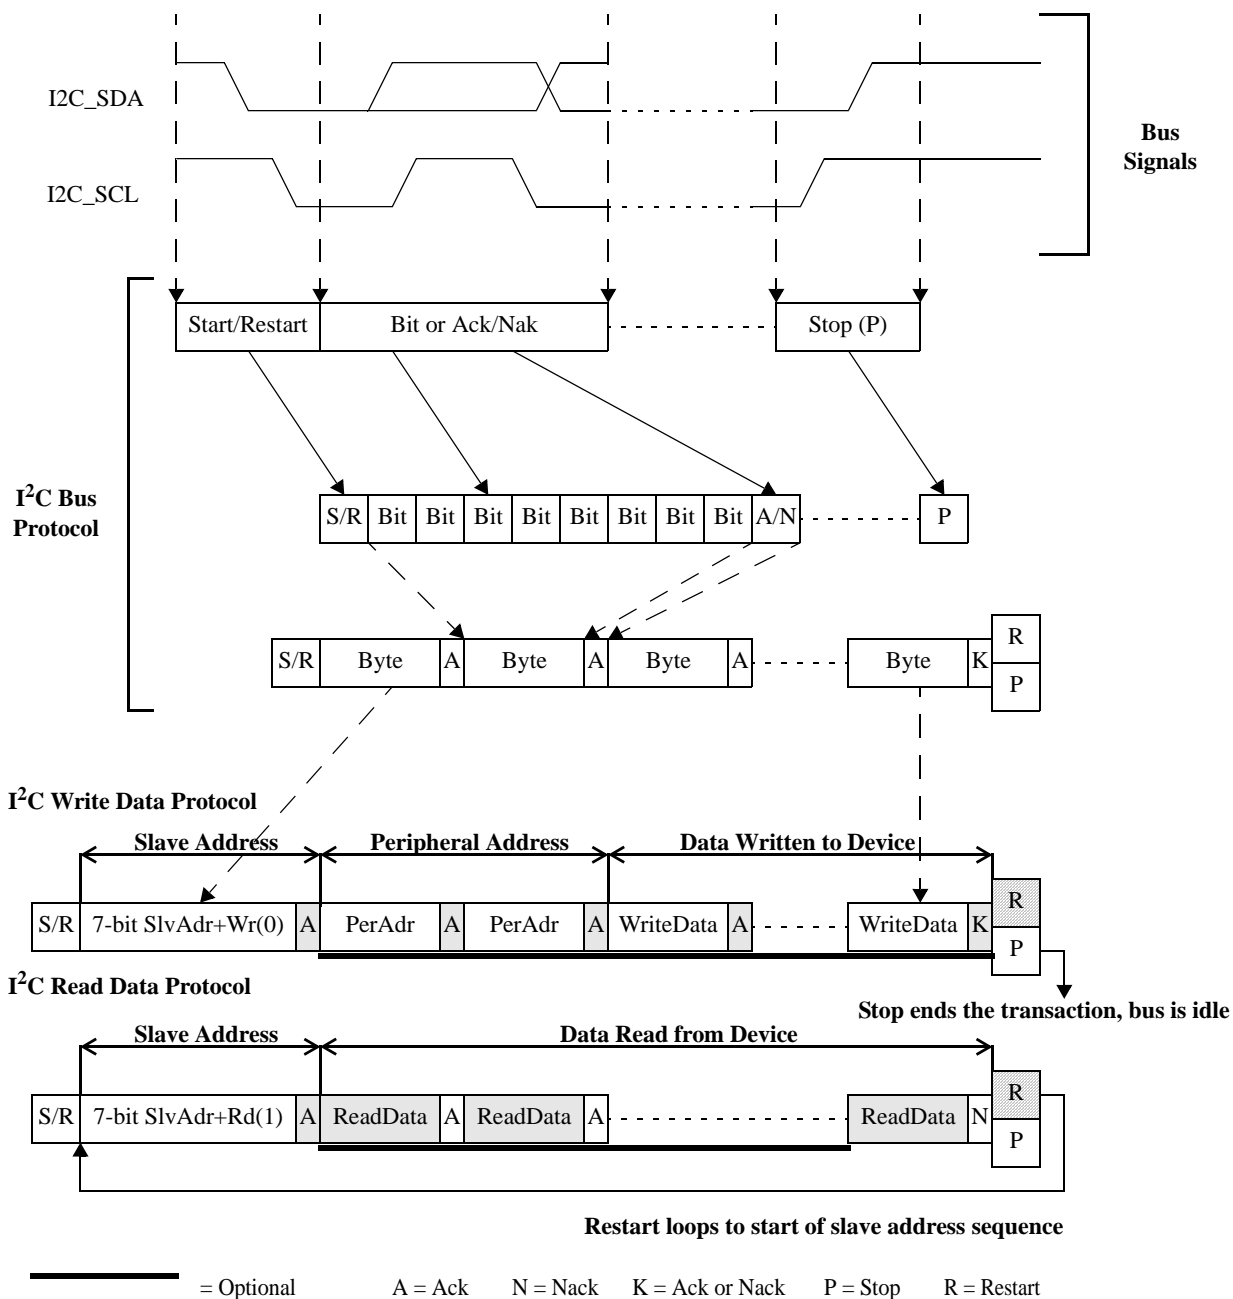 I2C_SDA
Bus
Signals
I2C_SCL
Start/Restart Bit or Ack/Nak Stop (P)
I²C Bus
Protocol
S/R Bit Bit Bit Bit Bit Bit Bit Bit A/N P
R
S/R Byte A Byte A Byte A Byte K
P
I²C Write Data Protocol
Slave Address Peripheral Address Data Written to Device
R
S/R 7-bit SlvAdr+Wr(0) A PerAdr A PerAdr A WriteData A WriteData K
P
I²C Read Data Protocol
Stop ends the transaction, bus is idle
Slave Address Data Read from Device
R
S/R 7-bit SlvAdr+Rd(1) A ReadData A ReadData A ReadData N
P
Restart loops to start of slave address sequence
= Optional A = Ack N = Nack K = Ack or Nack P = Stop R = Restart